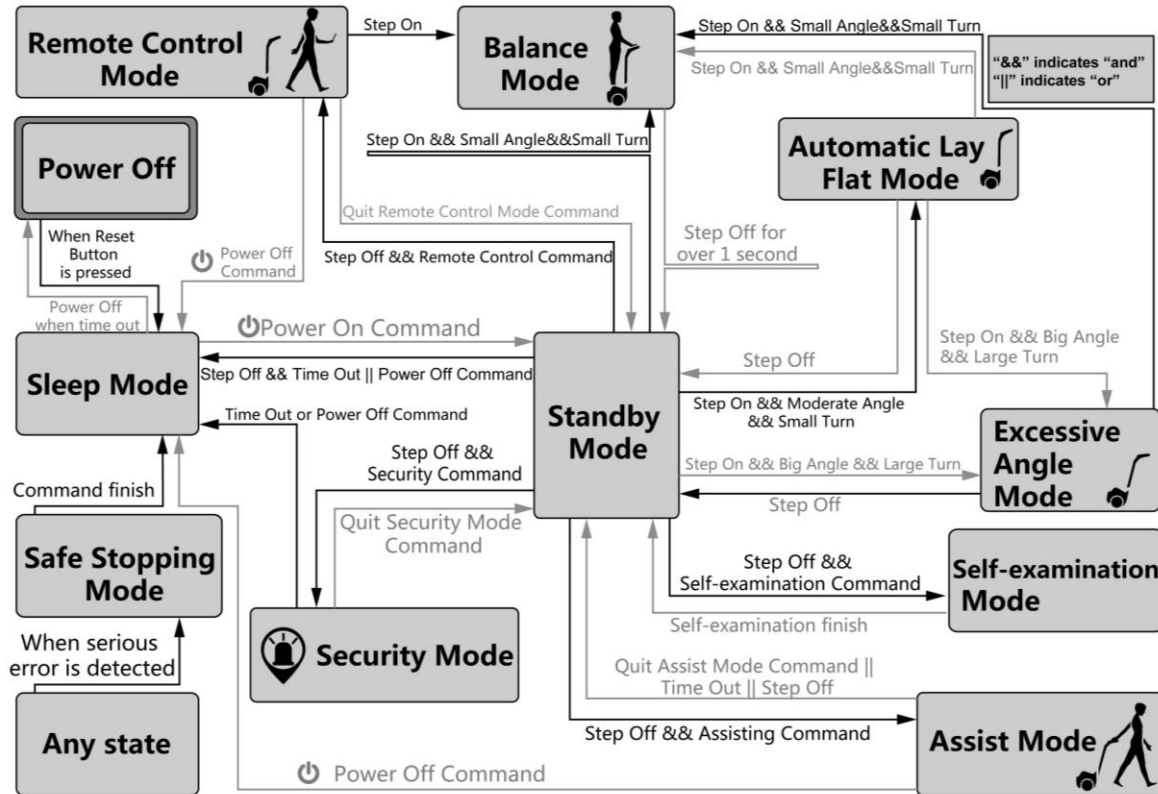 Remote Control
Mode
Step On
Balance
Mode
Step On && Small Angle&&Small Turn
Step On && Small Angle&&Small Turn
“&&” indicates “and”
“||” indicates “or”
Power Off
Step On && Small Angle&&Small Turn
Automatic Lay
Flat Mode
Quit Remote Control Mode Command
When Reset
Button
is pressed
Power Off
Command
Step Off && Remote Control Command
Step Off for
over 1 second
Power Off
when time out
Power On Command
Sleep Mode
Step Off && Time Out || Power Off Command
Step Off
Step On && Big Angle
&& Large Turn
Standby
Mode
Step On && Moderate Angle
&& Small Turn
Time Out or Power Off Command
Step Off &&
Security Command
Step On && Big Angle && Large Turn
Excessive
Angle
Mode
Command finish
Step Off
Quit Security Mode
Command
Safe Stopping
Mode
Step Off &&
Self-examination Command
Self-examination
Mode
Self-examination finish
When serious
error is detected
Security Mode
Quit Assist Mode Command ||
Time Out || Step Off
Any state
Step Off && Assisting Command
Assist Mode
Power Off Command